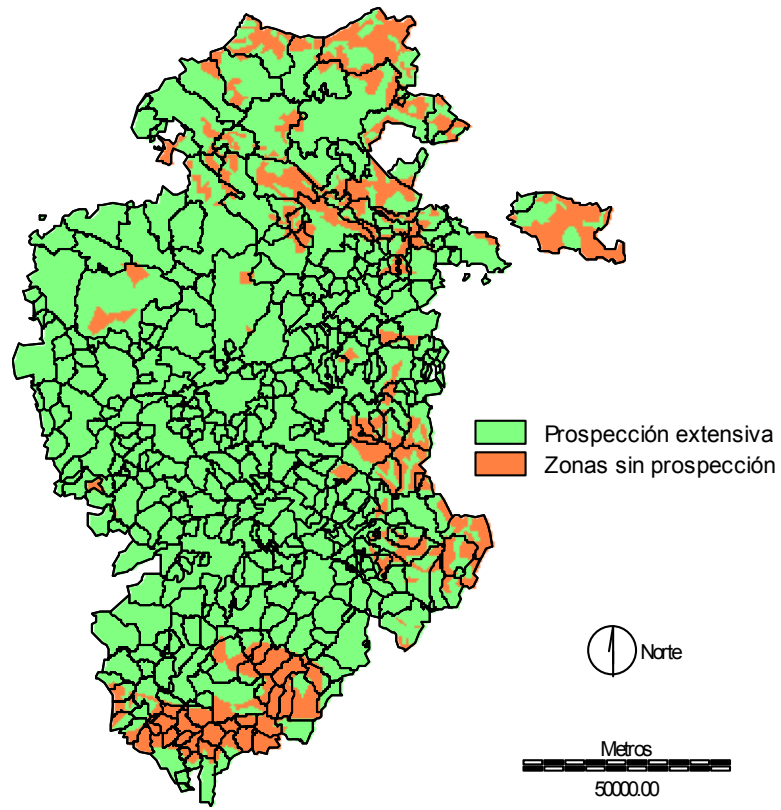 Prospección extensiva
Zonas sin prospección
Norte
Metros
50000.00